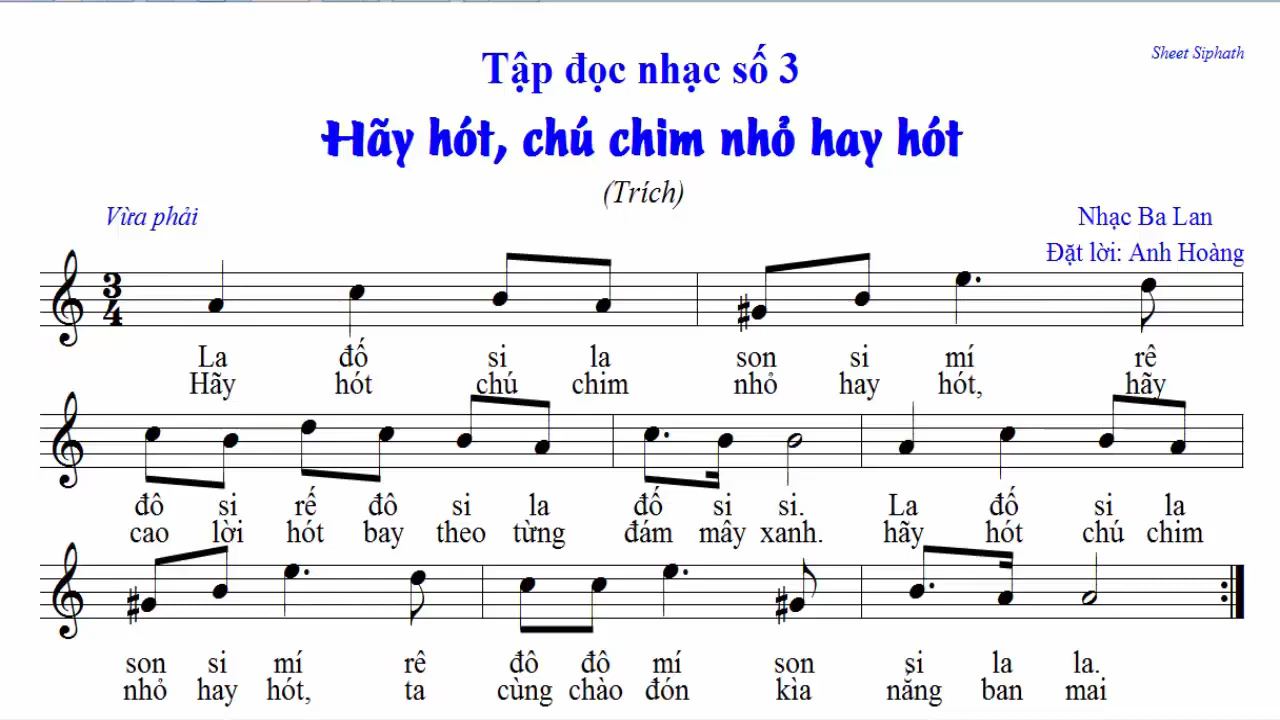 Sheet Siphath
Tập đọc nhạc số 3
Hãy hót, chú chim nhỏ hay hót
(Trích)
Vừa phải
Nhạc Ba Lan
Đặt lời: Anh Hoàng
3
4
La đố si la son si mí rê
Hãy hót chú chim nhỏ hay hót, hãy
đô si rế đô si la đố si si. La đố si la
cao lời hót bay theo từng đám mây xanh. hãy hót chú chim
son si mí rê đô đô mí son si la la.
nhỏ hay hót, ta cùng chào đón kìa nắng ban mai